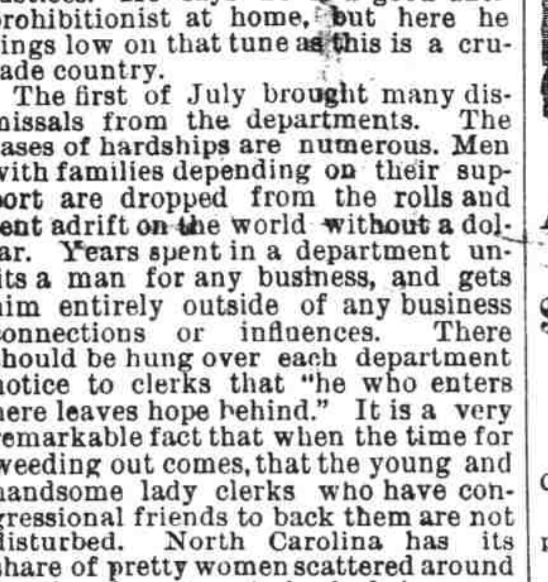 rohibitionist at home, but here he
ings low on that tune as this is a cru-
ade country.
The first of July brought many dis-
nissals from the departments. The
ases of hardships are numerous. Men
with families depending on their sup-
ort are dropped from the rolls and
ent adrift on the world without a dol-
ar. Years spent in a department un-
its a man for any business, and gets
him entirely outside of any business
connections or influences. There
hould be hung over each department
notice to clerks that "he who enters
here leaves hope behind." It is a very
remarkable fact that when the time for
weeding out comes, that the young and
handsome lady clerks who have con-
gressional friends to back them are not
disturbed. North Carolina has its
share of pretty women scattered around